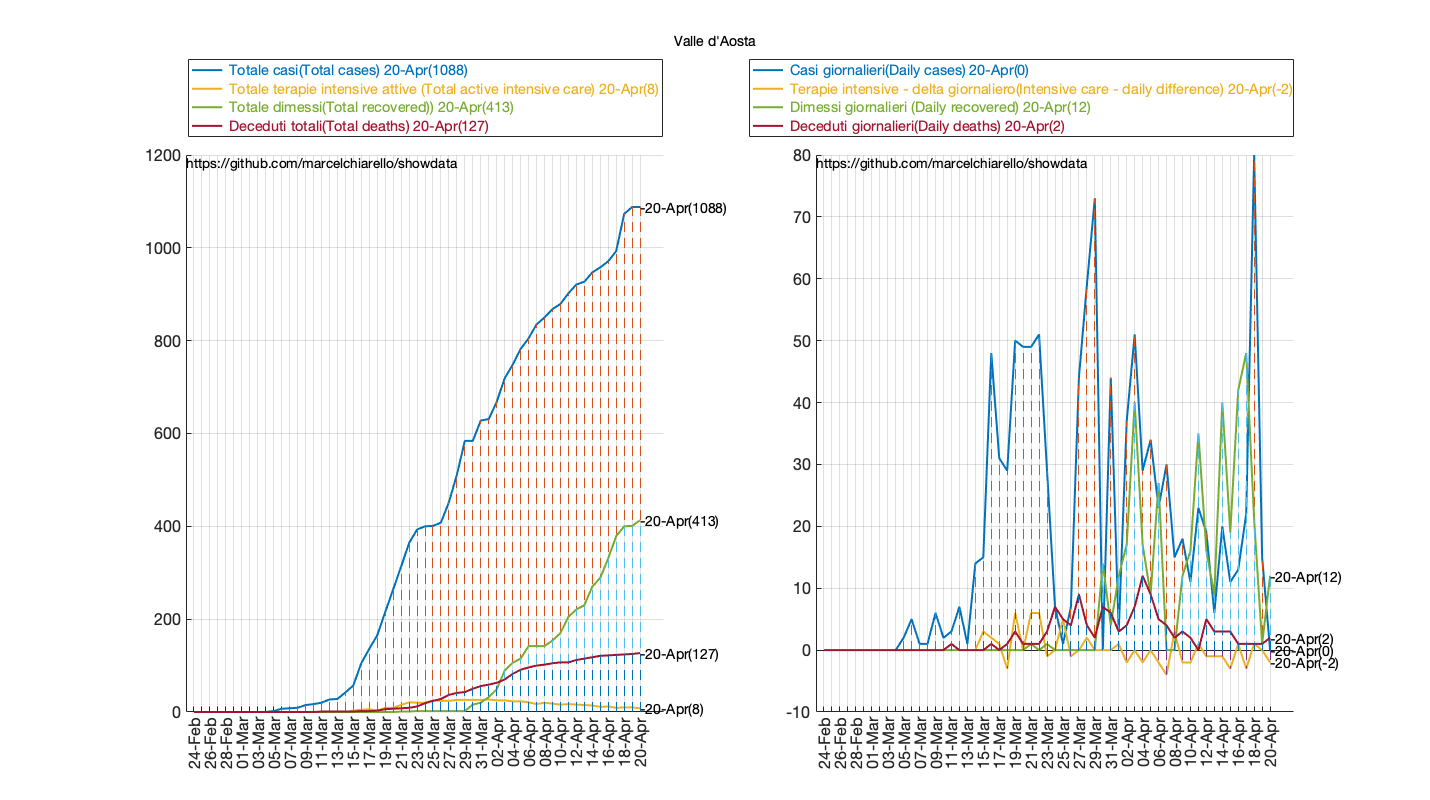 Valle d'Aosta
Totale casi(Total cases) 20-Apr(1088)
Totale terapie intensive attive (Total active intensive care) 20-Apr(8)
Totale dimessi(Total recovered)) 20-Apr(413)
Deceduti totali(Total deaths) 20-Apr(127)
https://github.com/marcelchiarello/showdata
1200
1000
800
600
400
200
0
-20-Apr(1088)
-20-Apr(413)
-20-Apr(127)
-20-Apr(8)
24-Feb
26-Feb
28-Feb
01-Mar
03-Mar
05-Mar
07-Mar
09-Mar
11-Mar
13-Mar
15-Mar
17-Mar
19-Mar
21-Mar
23-Mar
25-Mar
27-Mar
29-Mar
31-Mar
02-Apr
04-Apr
06-Apr
08-Apr
10-Apr
12-Apr
14-Apr
16-Apr
18-Apr
20-Apr
Casi giornalieri(Daily cases) 20-Apr(0)
Terapie intensive - delta giornaliero(Intensive care - daily difference) 20-Apr(-2)
Dimessi giornalieri (Daily recovered) 20-Apr(12)
Deceduti giornalieri(Daily deaths) 20-Apr(2)
https://github.com/marcelchiarello/showdata
80
70
60
50
40
30
20
10
0
-10
-20-Apr(12)
-20-Apr(2)
-20-Apr(0)
-20-Apr(-2)
24-Feb
26-Feb
28-Feb
01-Mar
03-Mar
05-Mar
07-Mar
09-Mar
11-Mar
13-Mar
15-Mar
17-Mar
19-Mar
21-Mar
23-Mar
25-Mar
27-Mar
29-Mar
31-Mar
02-Apr
04-Apr
06-Apr
08-Apr
10-Apr
12-Apr
14-Apr
16-Apr
18-Apr
20-Apr